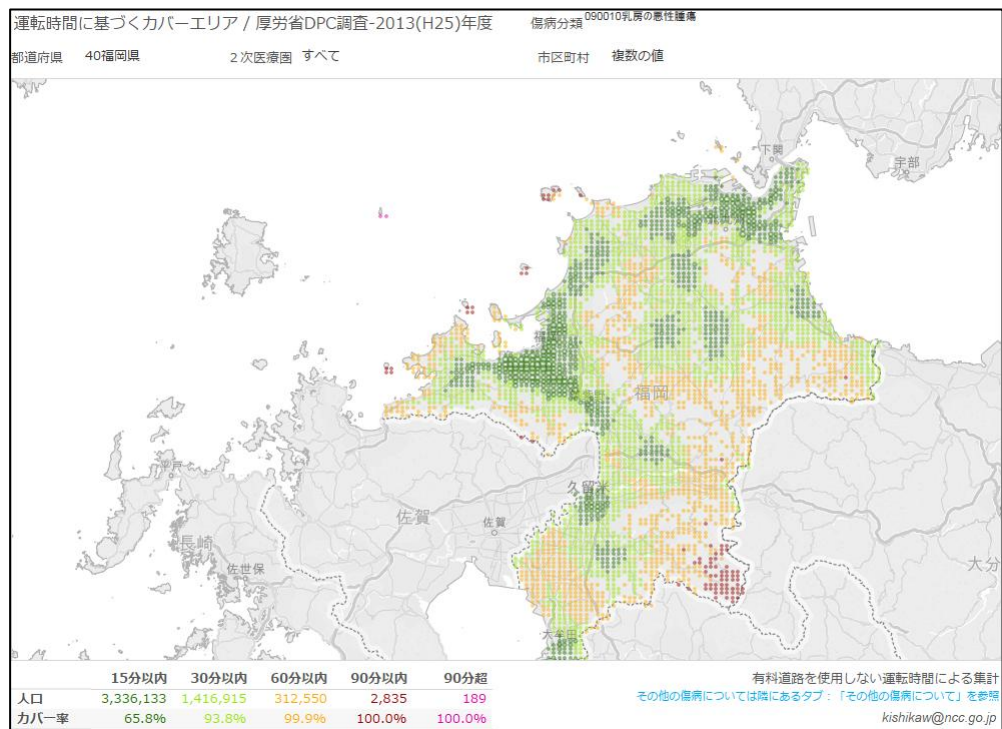 運転時間に基づくカバーエリア / 厚労省DPC調査-2013(H25)年度
傷病分類 090010乳房の悪性腫瘍
都道府県 40福岡県 2次医療圏 すべて 市区町村 複数の値
下関
宇部
福岡
久留米
佐賀
佐賀
平戸
長崎
佐世保
大分
大牟田
15分以内 30分以内 60分以内 90分以内 90分超
人口 3,336,133 1,416,915 312,550 2,835 189
カバー率 65.8% 93.8% 99.9% 100.0% 100.0%
有料道路を使用しない運転時間による集計
その他の傷病については隣にあるタブ：「その他の傷病について」を参照
kishikaw@ncc.go.jp